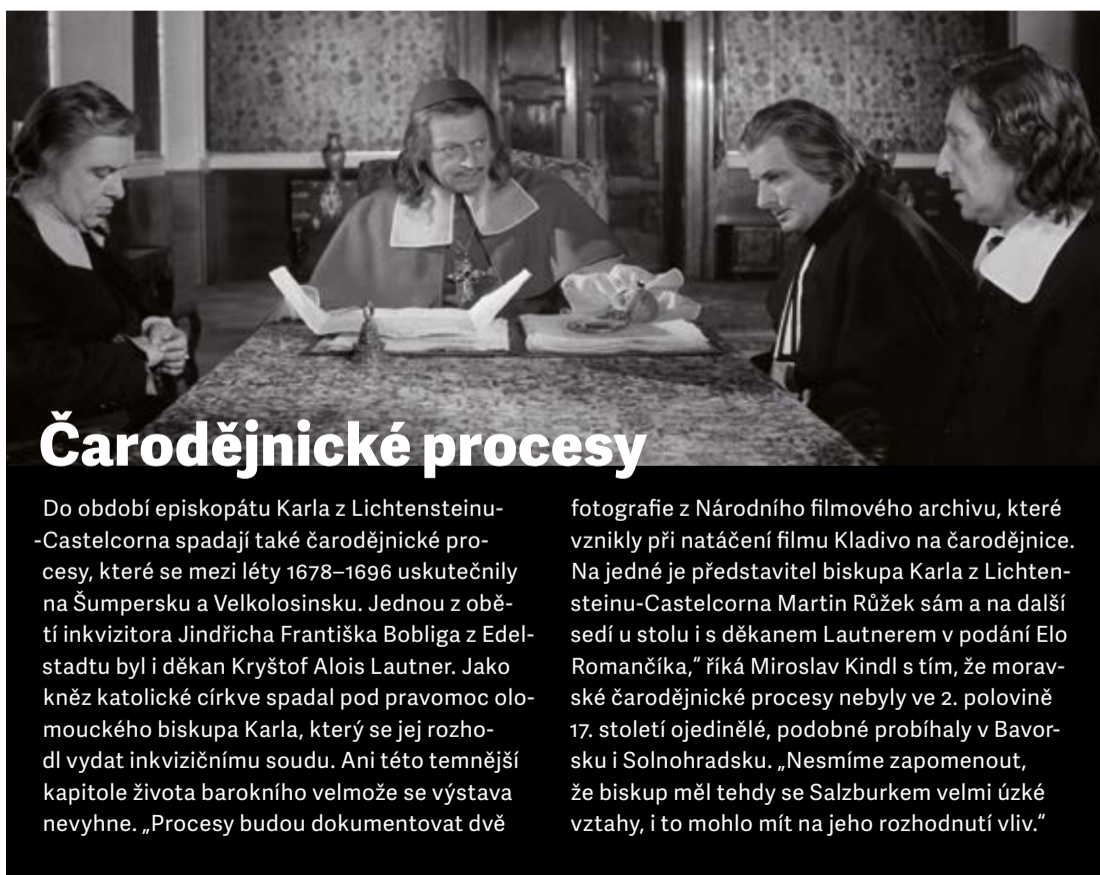 Čarodějnické procesy
Do období episkopátu Karla z Lichtensteinu-
-Castelcorna spadají také čarodějnické pro-
cesy, které se mezi léty 1678–1696 uskutečnily
na Šumpersku a Velkolosinsku. Jednou z obě-
tí inkvizitora Jindřicha Františka Bobliga z Edel-
stadtu byl i děkan Kryštof Alois Lautner. Jako
kněz katolické církve spadal pod pravomoc olo-
mouckého biskupa Karla, který se jej rozho-
dl vydat inkvizičnímu soudu. Ani této temnější
kapitole života barokního velmože se výstava
nevyhne. „Procesy budou dokumentovat dvě
fotografie z Národního filmového archivu, které
vznikly při natáčení filmu Kladivo na čarodějnice.
Na jedné je představitel biskupa Karla z Lichten-
steinu-Castelcorna Martin Růžek sám a na další
sedí u stolu i s děkanem Lautnerem v podání Elo
Romančíka,“ říká Miroslav Kindl s tím, že morav-
ské čarodějnické procesy nebyly ve 2. polovině
17. století ojedinělé, podobné probíhaly v Bavor-
sku i Solnohradsku. „Nesmíme zapomenout,
že biskup měl tehdy se Salzburkem velmi úzké
vztahy, i to mohlo mít na jeho rozhodnutí vliv.“